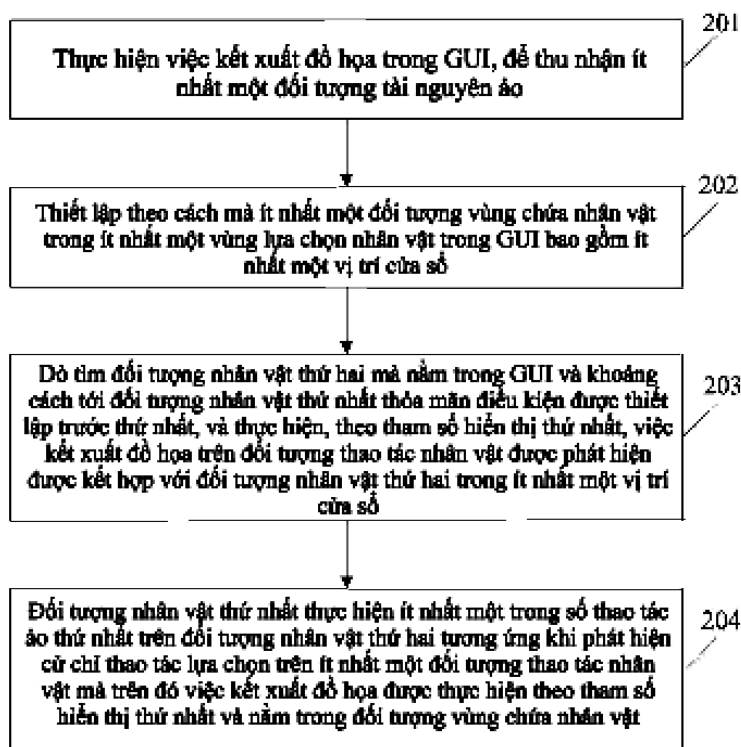 201
Thực hiện việc kết xuất đồ họa trong GUI, để thu nhận ít
nhất một đối tượng tài nguyên ảo
202
Thiết lập theo cách mà ít nhất một đối tượng vùng chứa nhân vật
trong ít nhất một vùng lựa chọn nhân vật trong GUI bao gồm ít
nhất một vị trí cửa sổ
203
Dò tìm đối tượng nhân vật thứ hai mà nằm trong GUI và khoảng
cách tới đối tượng nhân vật thứ nhất thỏa mãn điều kiện được thiết
lập trước thứ nhất, và thực hiện, theo tham số hiển thị thứ nhất, việc
kết xuất đồ họa trên đối tượng thao tác nhân vật được phát hiện
được kết hợp với đối tượng nhân vật thứ hai trong ít nhất một vị trí
cửa sổ
204
Đối tượng nhân vật thứ nhất thực hiện ít nhất một trong số thao tác
ảo thứ nhất trên đối tượng nhân vật thứ hai tương ứng khi phát hiện
cử chỉ thao tác lựa chọn trên ít nhất một đối tượng thao tác nhân
vật mà trên đó việc kết xuất đồ họa được thực hiện theo tham số
hiển thị thứ nhất và nằm trong đối tượng vùng chứa nhân vật